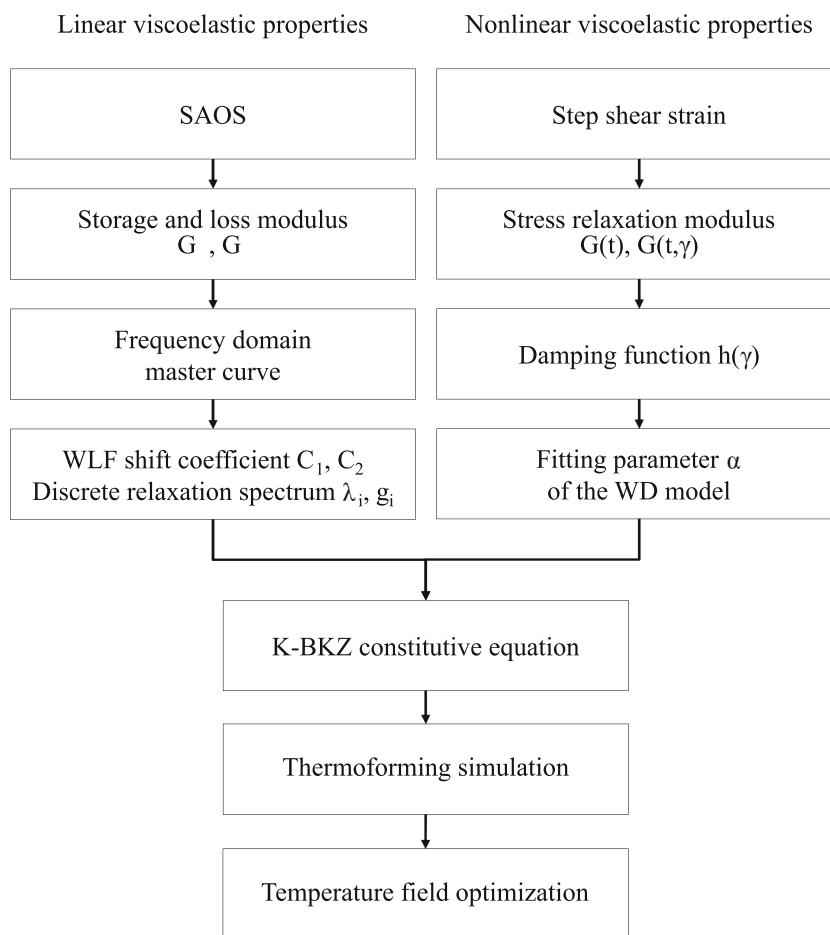 Linear viscoelastic properties
Nonlinear viscoelastic properties
SAOS
Step shear strain
Storage and loss modulus
G , G
Stress relaxation modulus
G(t), G(t,γ)
Frequency domain
master curve
Damping function h(γ)
WLF shift coefficient C₁, C₂
Discrete relaxation spectrum λᵢ, gᵢ
Fitting parameter α
of the WD model
K-BKZ constitutive equation
Thermoforming simulation
Temperature field optimization